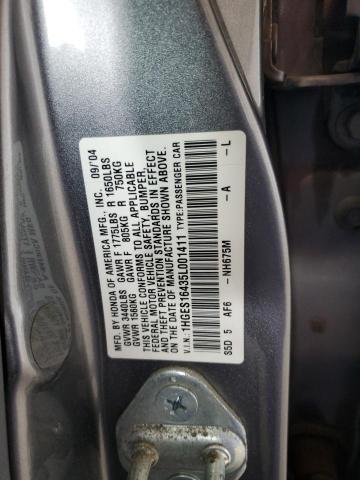 MFD. BY HONDA OF AMERICA MFG., INC. 09/04
GVWR 3440LBS GAWR F 1775LBS R 1650LBS
GVWR 1560KG GAWR F 805KG R 750KG
THIS VEHICLE CONFORMS TO ALL APPLICABLE
FEDERAL MOTOR VEHICLE SAFETY, BUMPER,
AND THEFT PREVENTION STANDARDS IN EFFECT
ON THE DATE OF MANUFACTURE SHOWN ABOVE.
V.I.N.: 1HGES16435L001411 TYPE:PASSENGER CAR
S5D 5 AF6 - NH675M - A - L